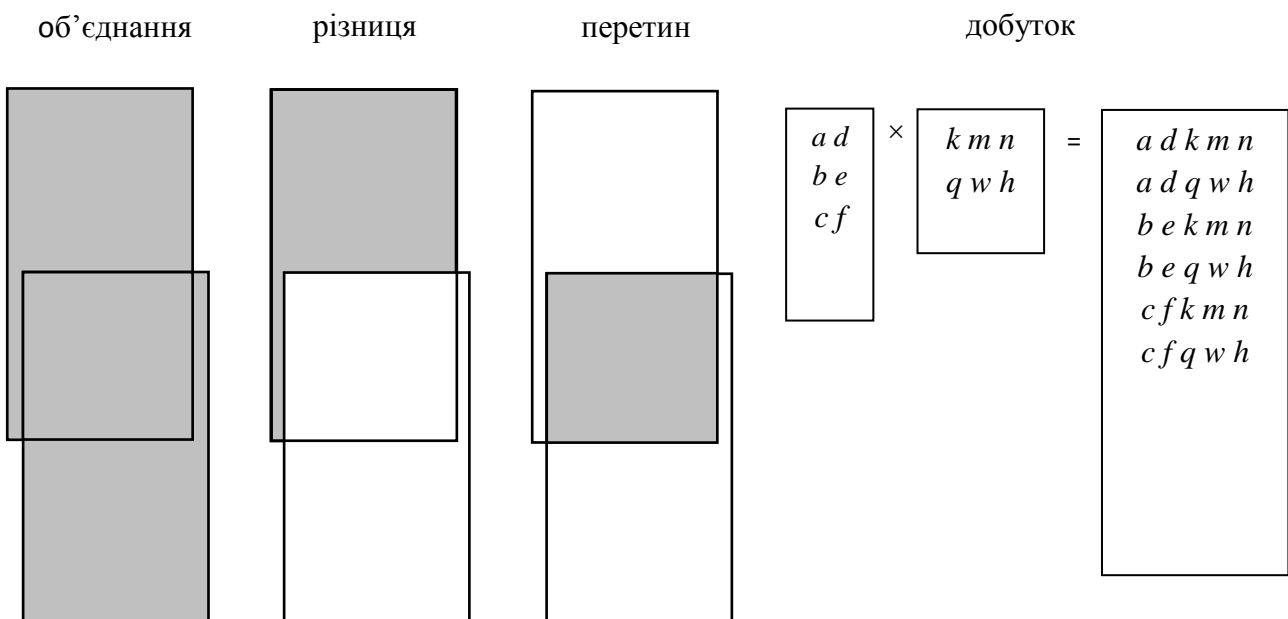 об’єднання
різниця
перетин
добуток
a d
b e
c f
×
k m n
q w h
=
a d k m n
a d q w h
b e k m n
b e q w h
c f k m n
c f q w h